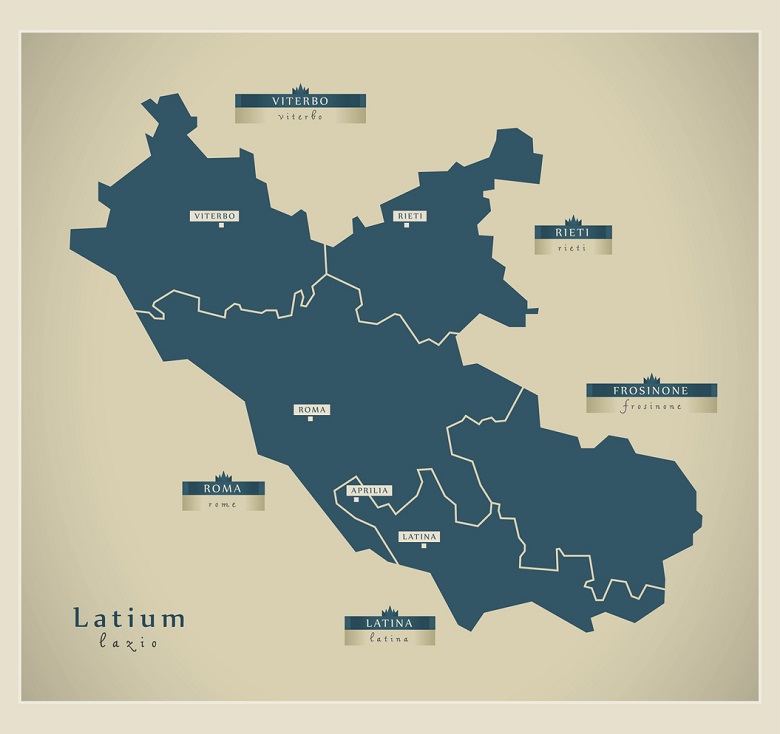 VITERBO
viterbo
VITERBO
RIETI
RIETI
rieti
FROSINONE
frosinone
ROMA
ROMA
rome
APRILIA
LATINA
LATINA
latina
Latium
lazio